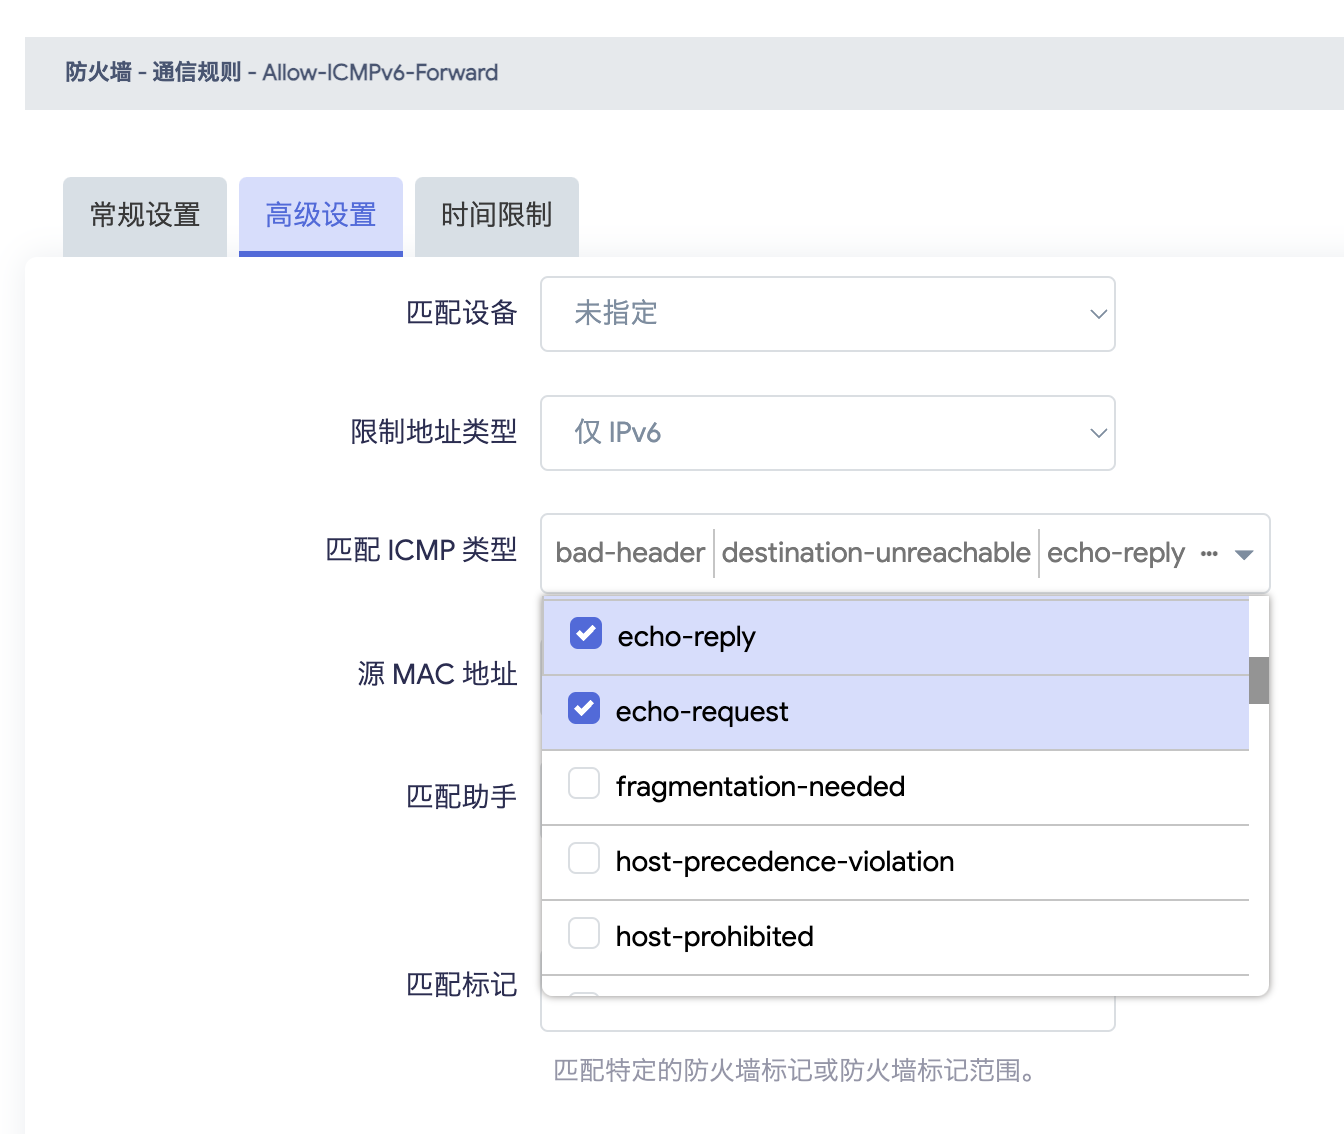 防火墙 - 通信规则 - Allow-ICMPv6-Forward
常规设置 高级设置 时间限制
匹配设备 未指定
限制地址类型 仅 IPv6
匹配 ICMP 类型 bad-header destination-unreachable echo-reply ···
echo-reply
源 MAC 地址
echo-request
匹配助手 fragmentation-needed
host-precedence-violation
host-prohibited
匹配标记
匹配特定的防火墙标记或防火墙标记范围。